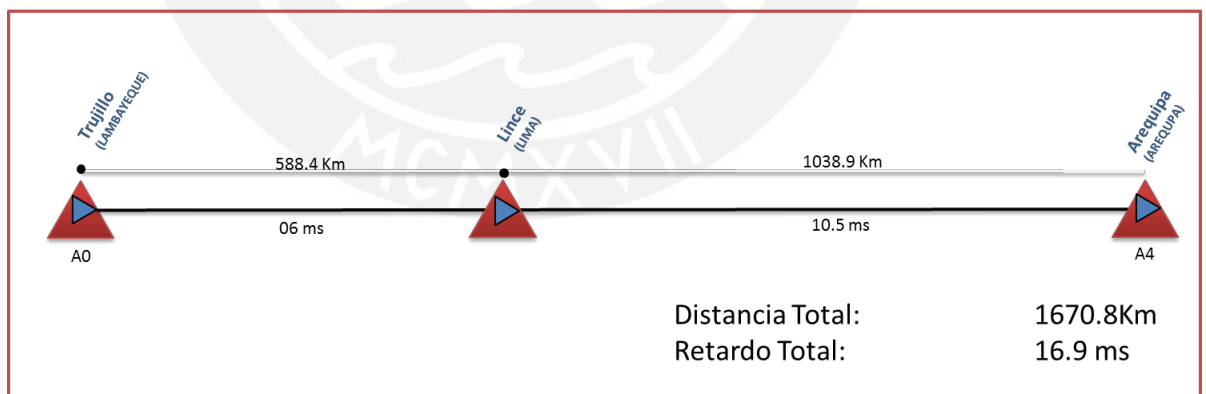 MCMXVII
Trujillo
(LAMBAYEQUE)
Lince
(LIMA)
Arequipa
(AREQUPA)
588.4 Km
1038.9 Km
06 ms
10.5 ms
A0
A4
Distancia Total: 1670.8Km
Retardo Total: 16.9 ms